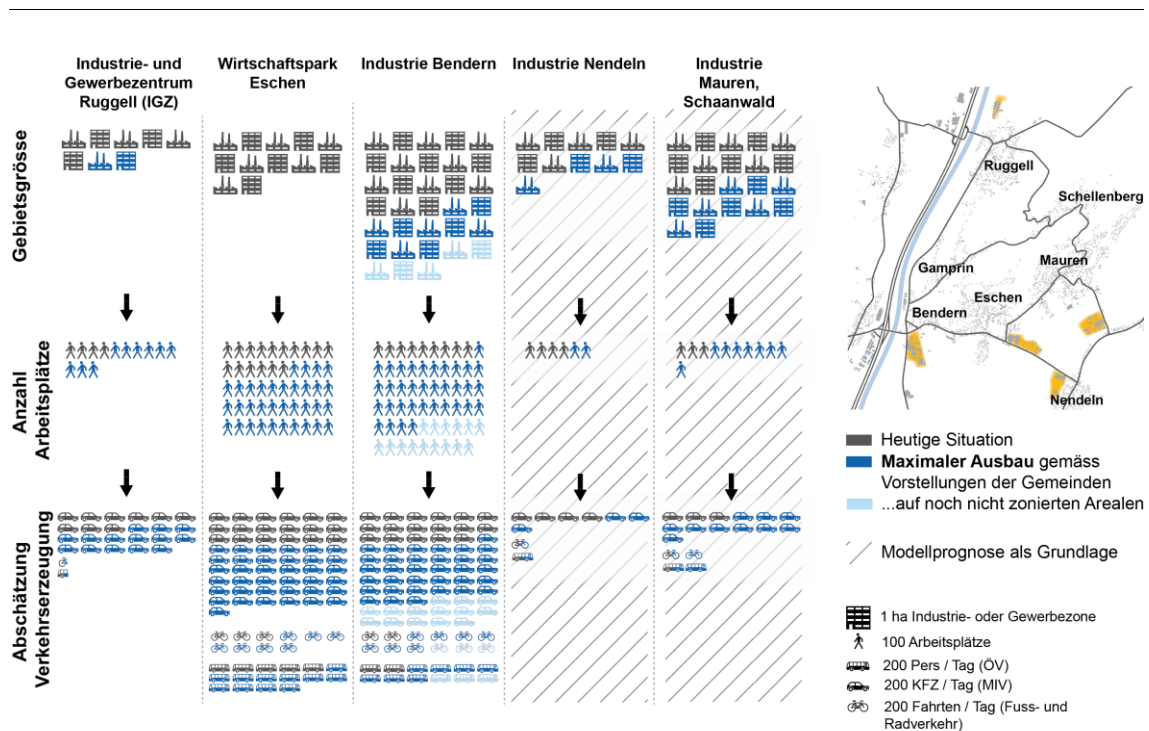 Industrie- und
Gewerbezentrum
Ruggell (IGZ)
Wirtschaftspark
Eschen
Industrie Bendern
Industrie Nendeln
Industrie
Mauren,
Schaanwald
Gebietsgrösse
Anzahl
Arbeitsplätze
Abschätzung
Verkehrserzeugung
Ruggell
Schellenberg
Mauren
Gamprin
Eschen
Bendern
Nendeln
Heutige Situation
Maximaler Ausbau gemäss
Vorstellungen der Gemeinden
...auf noch nicht zonierten Arealen
Modellprognose als Grundlage
1 ha Industrie- oder Gewerbezone
100 Arbeitsplätze
200 Pers / Tag (ÖV)
200 KFZ / Tag (MIV)
200 Fahrten / Tag (Fuss- und
Radverkehr)